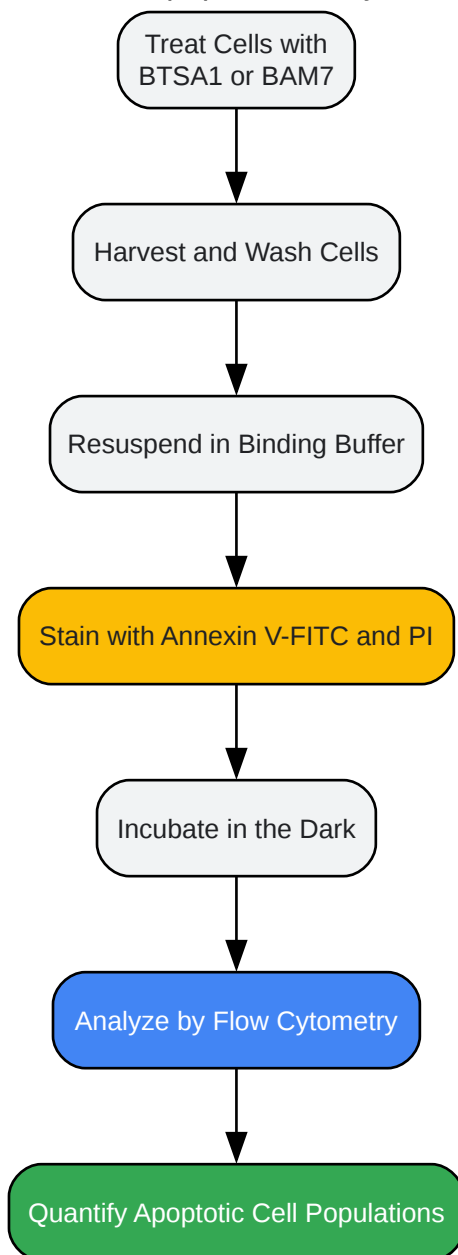 Treat Cells with
BTSA1 or BAM7
Harvest and Wash Cells
Resuspend in Binding Buffer
Stain with Annexin V-FITC and PI
Incubate in the Dark
Analyze by Flow Cytometry
Quantify Apoptotic Cell Populations